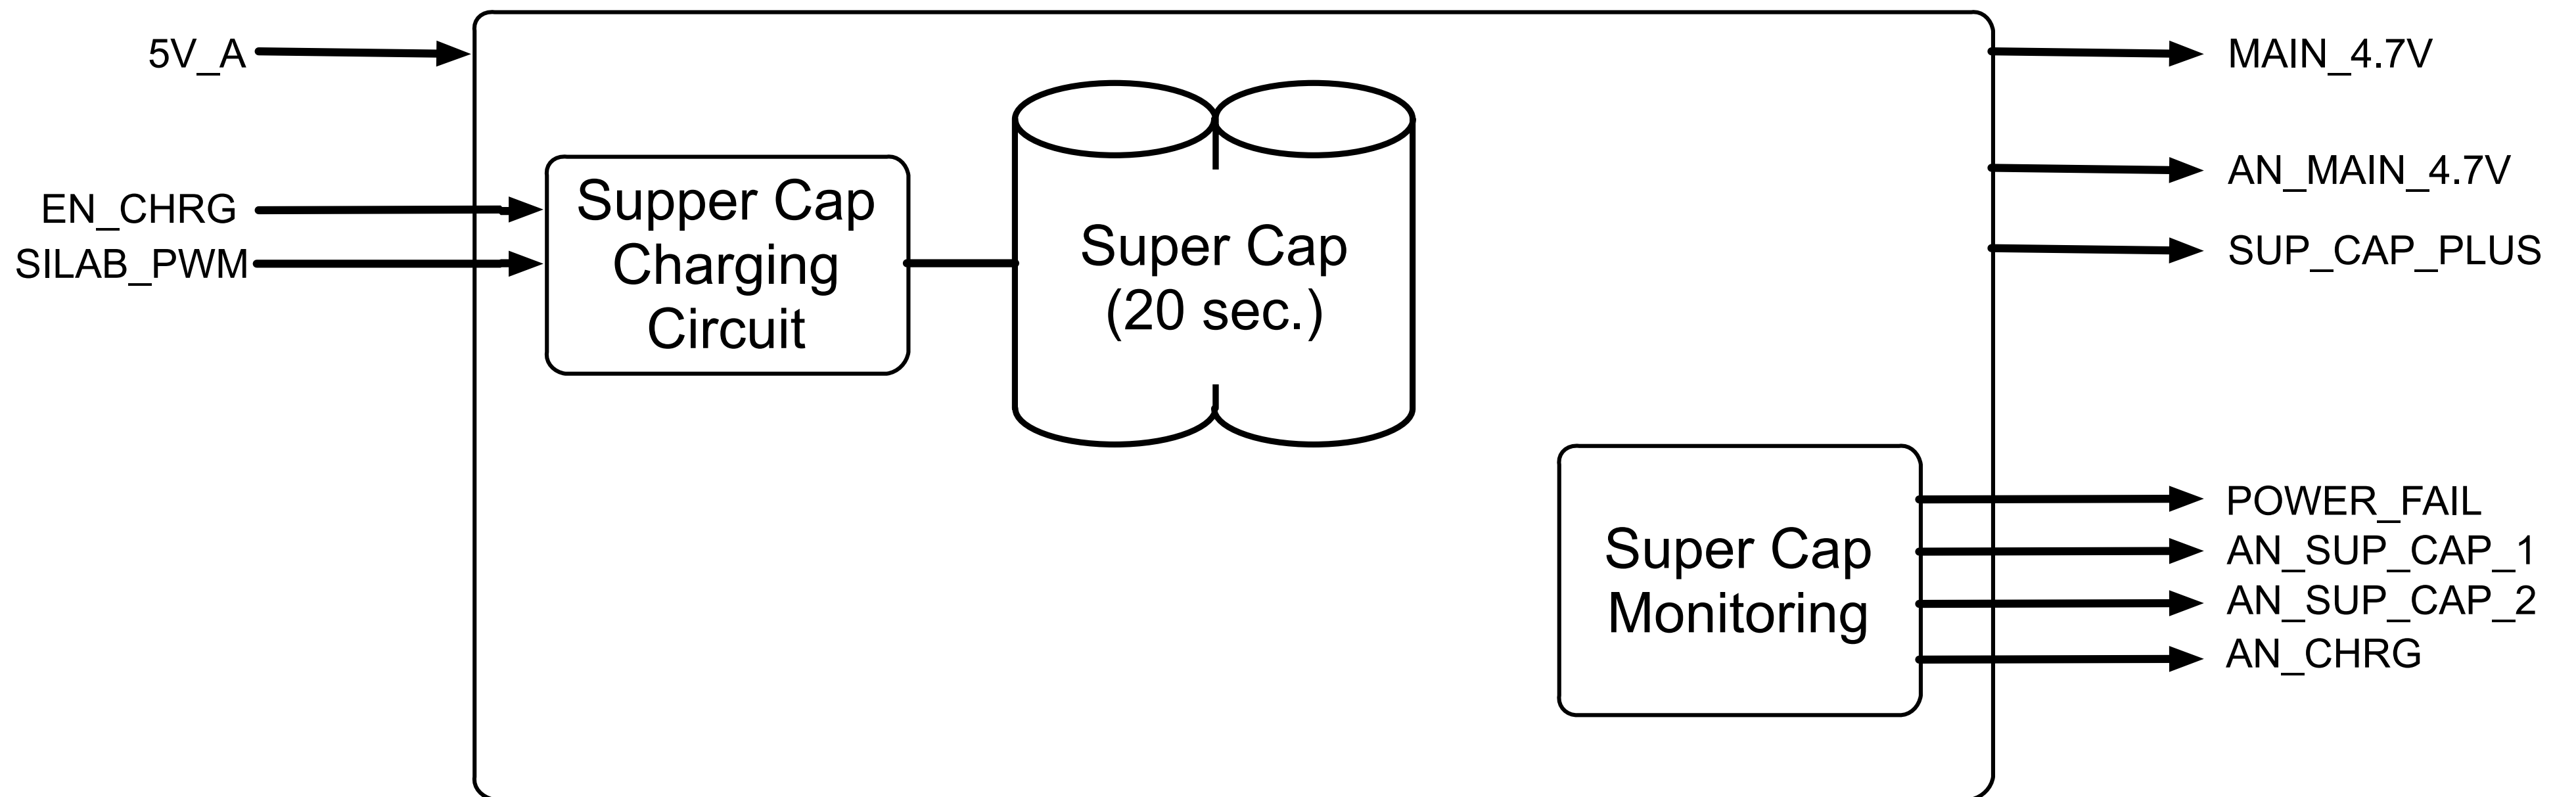 5V_A
EN_CHRG
SILAB_PWM
Supper Cap
Charging
Circuit
Super Cap
(20 sec.)
Super Cap
Monitoring
MAIN_4.7V
AN_MAIN_4.7V
SUP_CAP_PLUS
POWER_FAIL
AN_SUP_CAP_1
AN_SUP_CAP_2
AN_CHRG